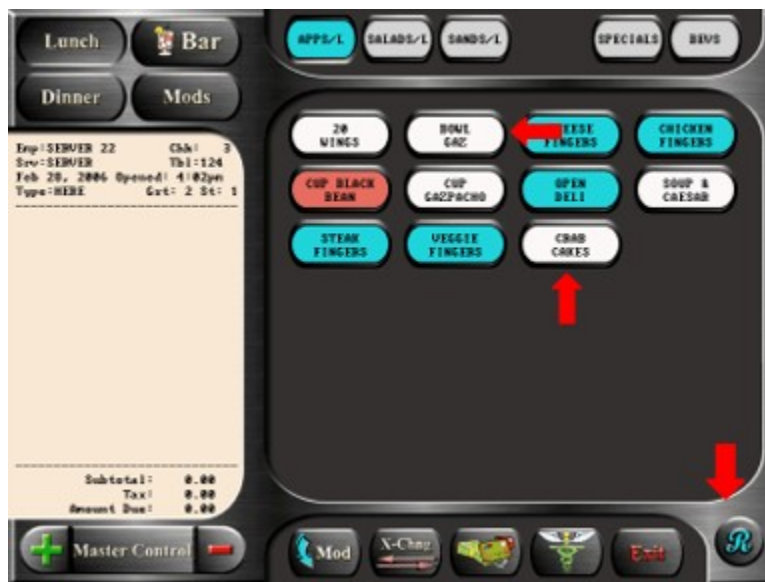 Lunch
Bar
Dinner
Mods
APPS/L
SALADS/L
SANDS/L
SPECIALS
BEVS
Emp:SERVER 22 Chk: 3
Srv:SERVER Tbl:124
Feb 28, 2006 Opened: 4:02pm
Type:HERE Gst: 2 St: 1
Subtotal: 0.00
Tax: 0.00
Amount Due: 0.00
20
WINGS
BOWL
GAZ
FINGERS
CHICKEN
FINGERS
CUP BLACK
BEAN
CUP
GAZPACHO
OPEN
DELI
SOUP &
CAESAR
STEAK
FINGERS
VEGGIE
FINGERS
CRAB
CAKES
Master Control
Mod
X-Chng
Exit
R